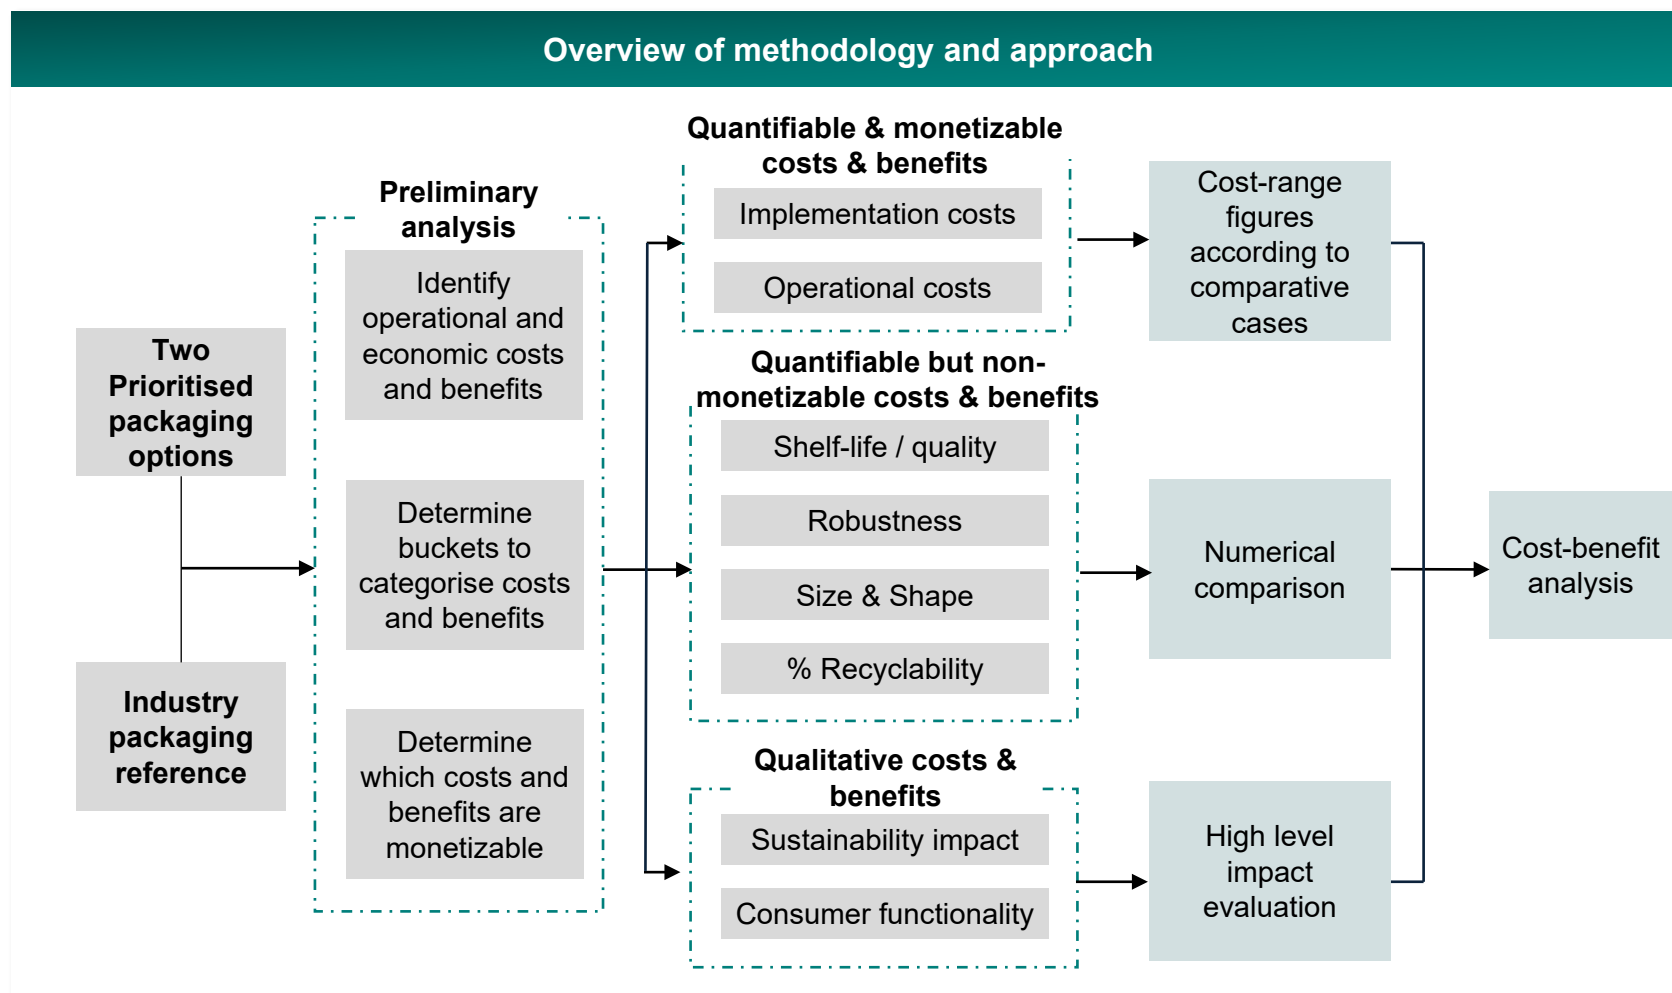 Overview of methodology and approach
Two
Prioritised
packaging
options
Industry
packaging
reference
Preliminary
analysis
Identify
operational and
economic costs
and benefits
Determine
buckets to
categorise costs
and benefits
Determine
which costs and
benefits are
monetizable
Quantifiable & monetizable
costs & benefits
Implementation costs
Operational costs
Quantifiable but non-
monetizable costs & benefits
Shelf-life / quality
Robustness
Size & Shape
% Recyclability
Qualitative costs &
benefits
Sustainability impact
Consumer functionality
Cost-range
figures
according to
comparative
cases
Numerical
comparison
High level
impact
evaluation
Cost-benefit
analysis